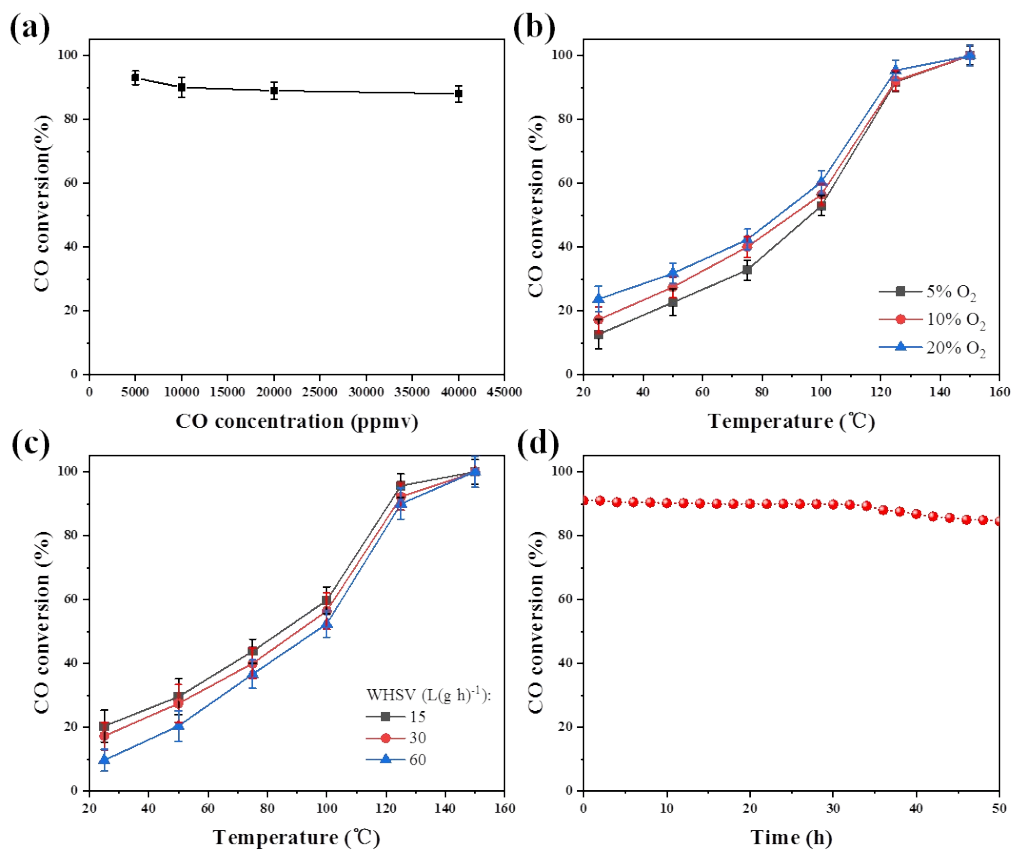 (a)
100
80
60
40
20
0
CO conversion(%)
0 5000 10000 15000 20000 25000 30000 35000 40000 45000
CO concentration (ppmv)
(b)
100
80
60
40
20
0
CO conversion (%)
5% O₂
10% O₂
20% O₂
20 40 60 80 100 120 140 160
Temperature (℃)
(c)
100
80
60
40
20
0
CO conversion (%)
WHSV (L(g h)⁻¹):
15
30
60
20 40 60 80 100 120 140 160
Temperature (℃)
(d)
100
80
60
40
20
0
CO conversion (%)
0 10 20 30 40 50
Time (h)